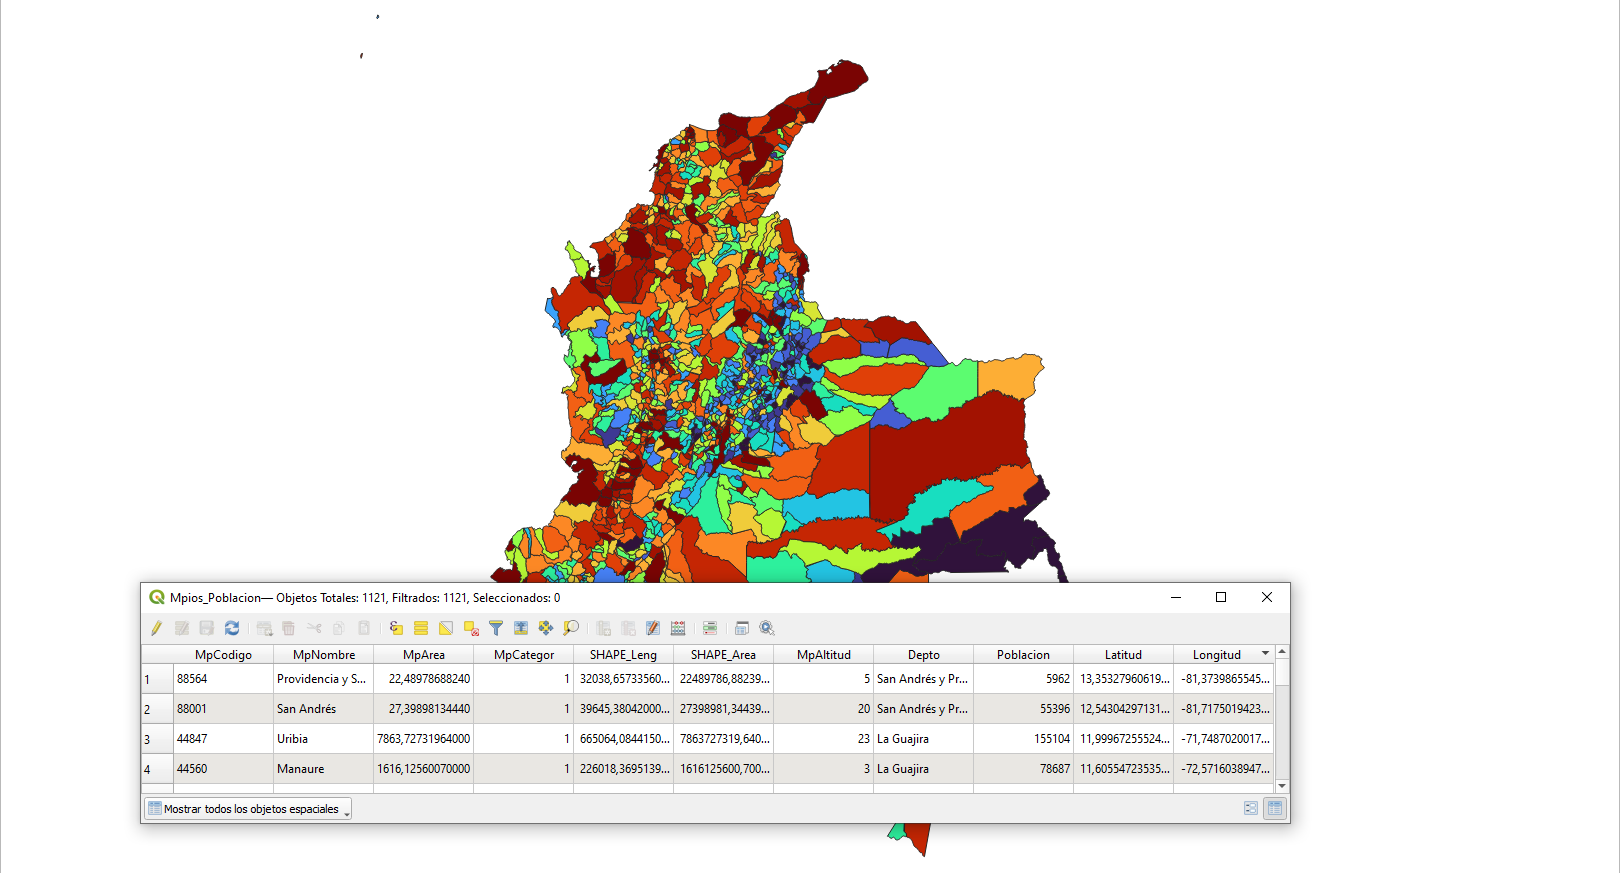 Mpios_Poblacion— Objetos Totales: 1121, Filtrados: 1121, Seleccionados: 0
MpCodigo MpNombre MpArea MpCategor SHAPE_Leng SHAPE_Area MpAltitud Depto Poblacion Latitud Longitud
1 88564 Providencia y S... 22,48978688240 1 32038,65733560... 22489786,88239... 5 San Andrés y Pr... 5962 13,35327960619... -81,3739865545...
2 88001 San Andrés 27,39898134440 1 39645,38042000... 27398981,34439... 20 San Andrés y Pr... 55396 12,54304297131... -81,7175019423...
3 44847 Uribia 7863,72731964000 1 665064,0844150... 7863727319,640... 23 La Guajira 155104 11,99967255524... -71,7487020017...
4 44560 Manaure 1616,12560070000 1 226018,3695139... 1616125600,700... 3 La Guajira 78687 11,60554723535... -72,5716038947...
Mostrar todos los objetos espaciales